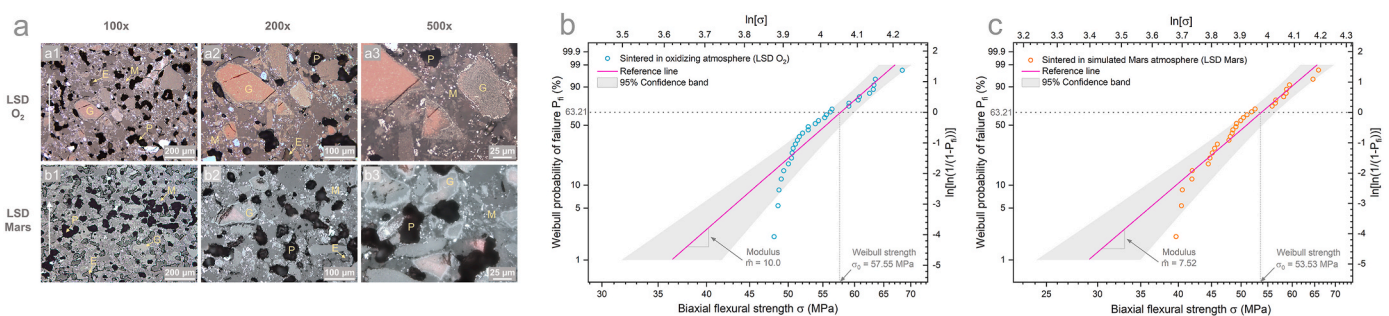 a
100x
200x
500x
LSD
O₂
a1
E
M
G
P
200 µm
a2
P
G
M
E
100 µm
a3
M
25 µm
LSD
Mars
b1
M
E
G
E
200 µm
b2
M
G
P
E
100 µm
b3
G
M
P
25 µm
b
ln[σ]
3.5 3.6 3.7 3.8 3.9 4 4.1 4.2
Sintered in oxidizing atmosphere (LSD O₂)
Reference line
95% Confidence band
Weibull probability of failure P_fi (%)
99.9
99
90
63.21
50
10
5
1
2
1
0
-1
-2
-3
-4
-5
ln[ln(1/(1-P_fi))]
Modulus
m̂ = 10.0
Weibull strength
σ₀ = 57.55 MPa
30 40 50 60 70
Biaxial flexural strength σ (MPa)
c
ln[σ]
3.2 3.3 3.4 3.5 3.6 3.7 3.8 3.9 4 4.1 4.2 4.3
Sintered in simulated Mars atmosphere (LSD Mars)
Reference line
95% Confidence band
Weibull probability of failure P_fi (%)
99.9
99
90
63.21
50
10
5
1
2
1
0
-1
-2
-3
-4
-5
ln[ln(1/(1-P_fi))]
Modulus
m̂ = 7.52
Weibull strength
σ₀ = 53.53 MPa
25 30 35 40 45 50 55 60 65 70
Biaxial flexural strength σ (MPa)